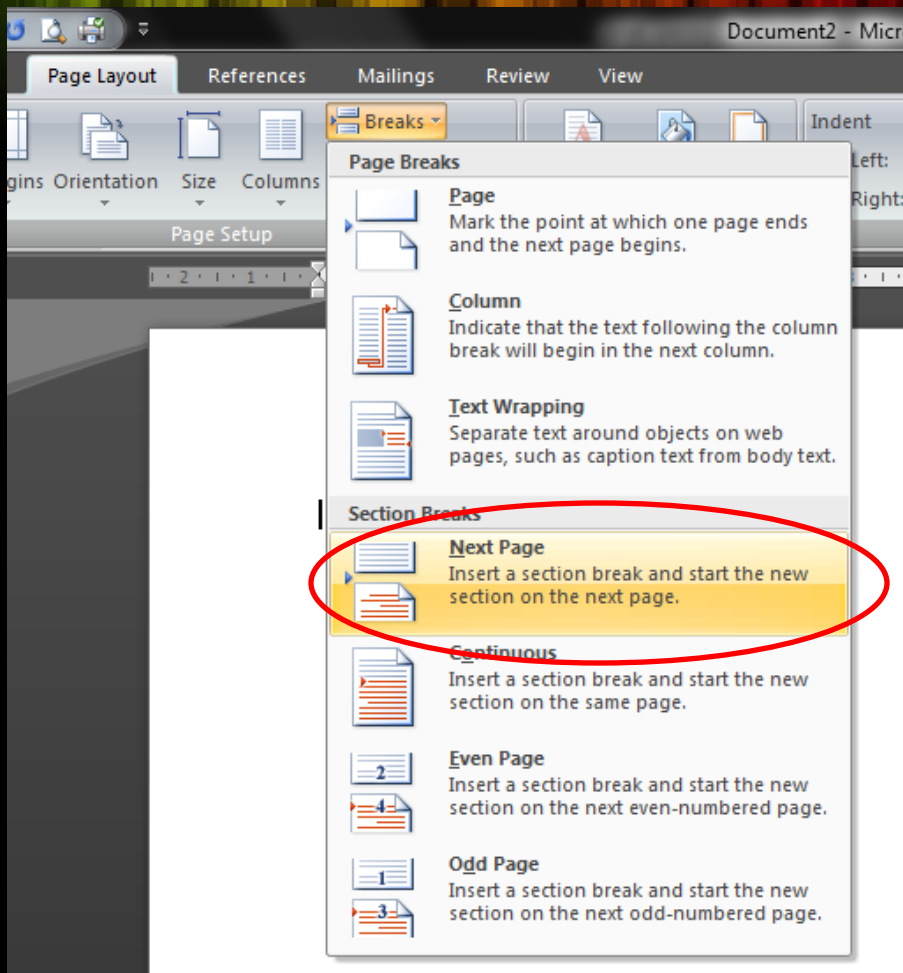 Document2 - Micr
Page Layout References Mailings Review View
Breaks
Indent
gins Orientation Size Columns
Left:
Right:
Page Setup
2 1
Page Breaks
Page
Mark the point at which one page ends
and the next page begins.
Column
Indicate that the text following the column
break will begin in the next column.
Text Wrapping
Separate text around objects on web
pages, such as caption text from body text.
Section Breaks
Next Page
Insert a section break and start the new
section on the next page.
Continuous
Insert a section break and start the new
section on the same page.
2
4
Even Page
Insert a section break and start the new
section on the next even-numbered page.
1
3
Odd Page
Insert a section break and start the new
section on the next odd-numbered page.